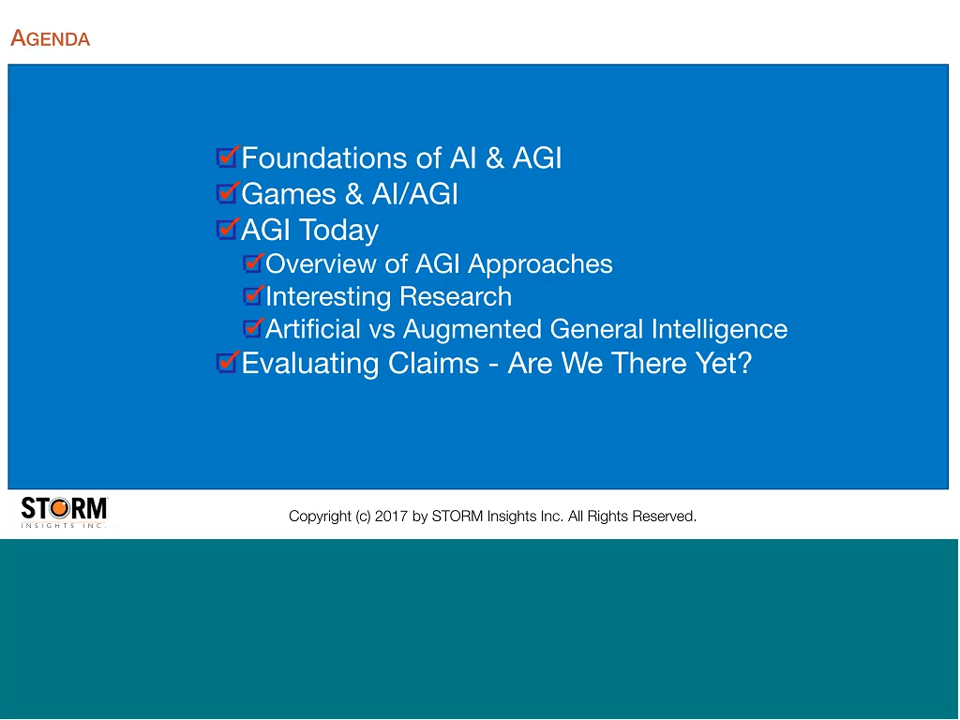 AGENDA
Foundations of AI & AGI
Games & AI/AGI
AGI Today
Overview of AGI Approaches
Interesting Research
Artificial vs Augmented General Intelligence
Evaluating Claims - Are We There Yet?
STORM
INSIGHTS INC.
Copyright (c) 2017 by STORM Insights Inc. All Rights Reserved.